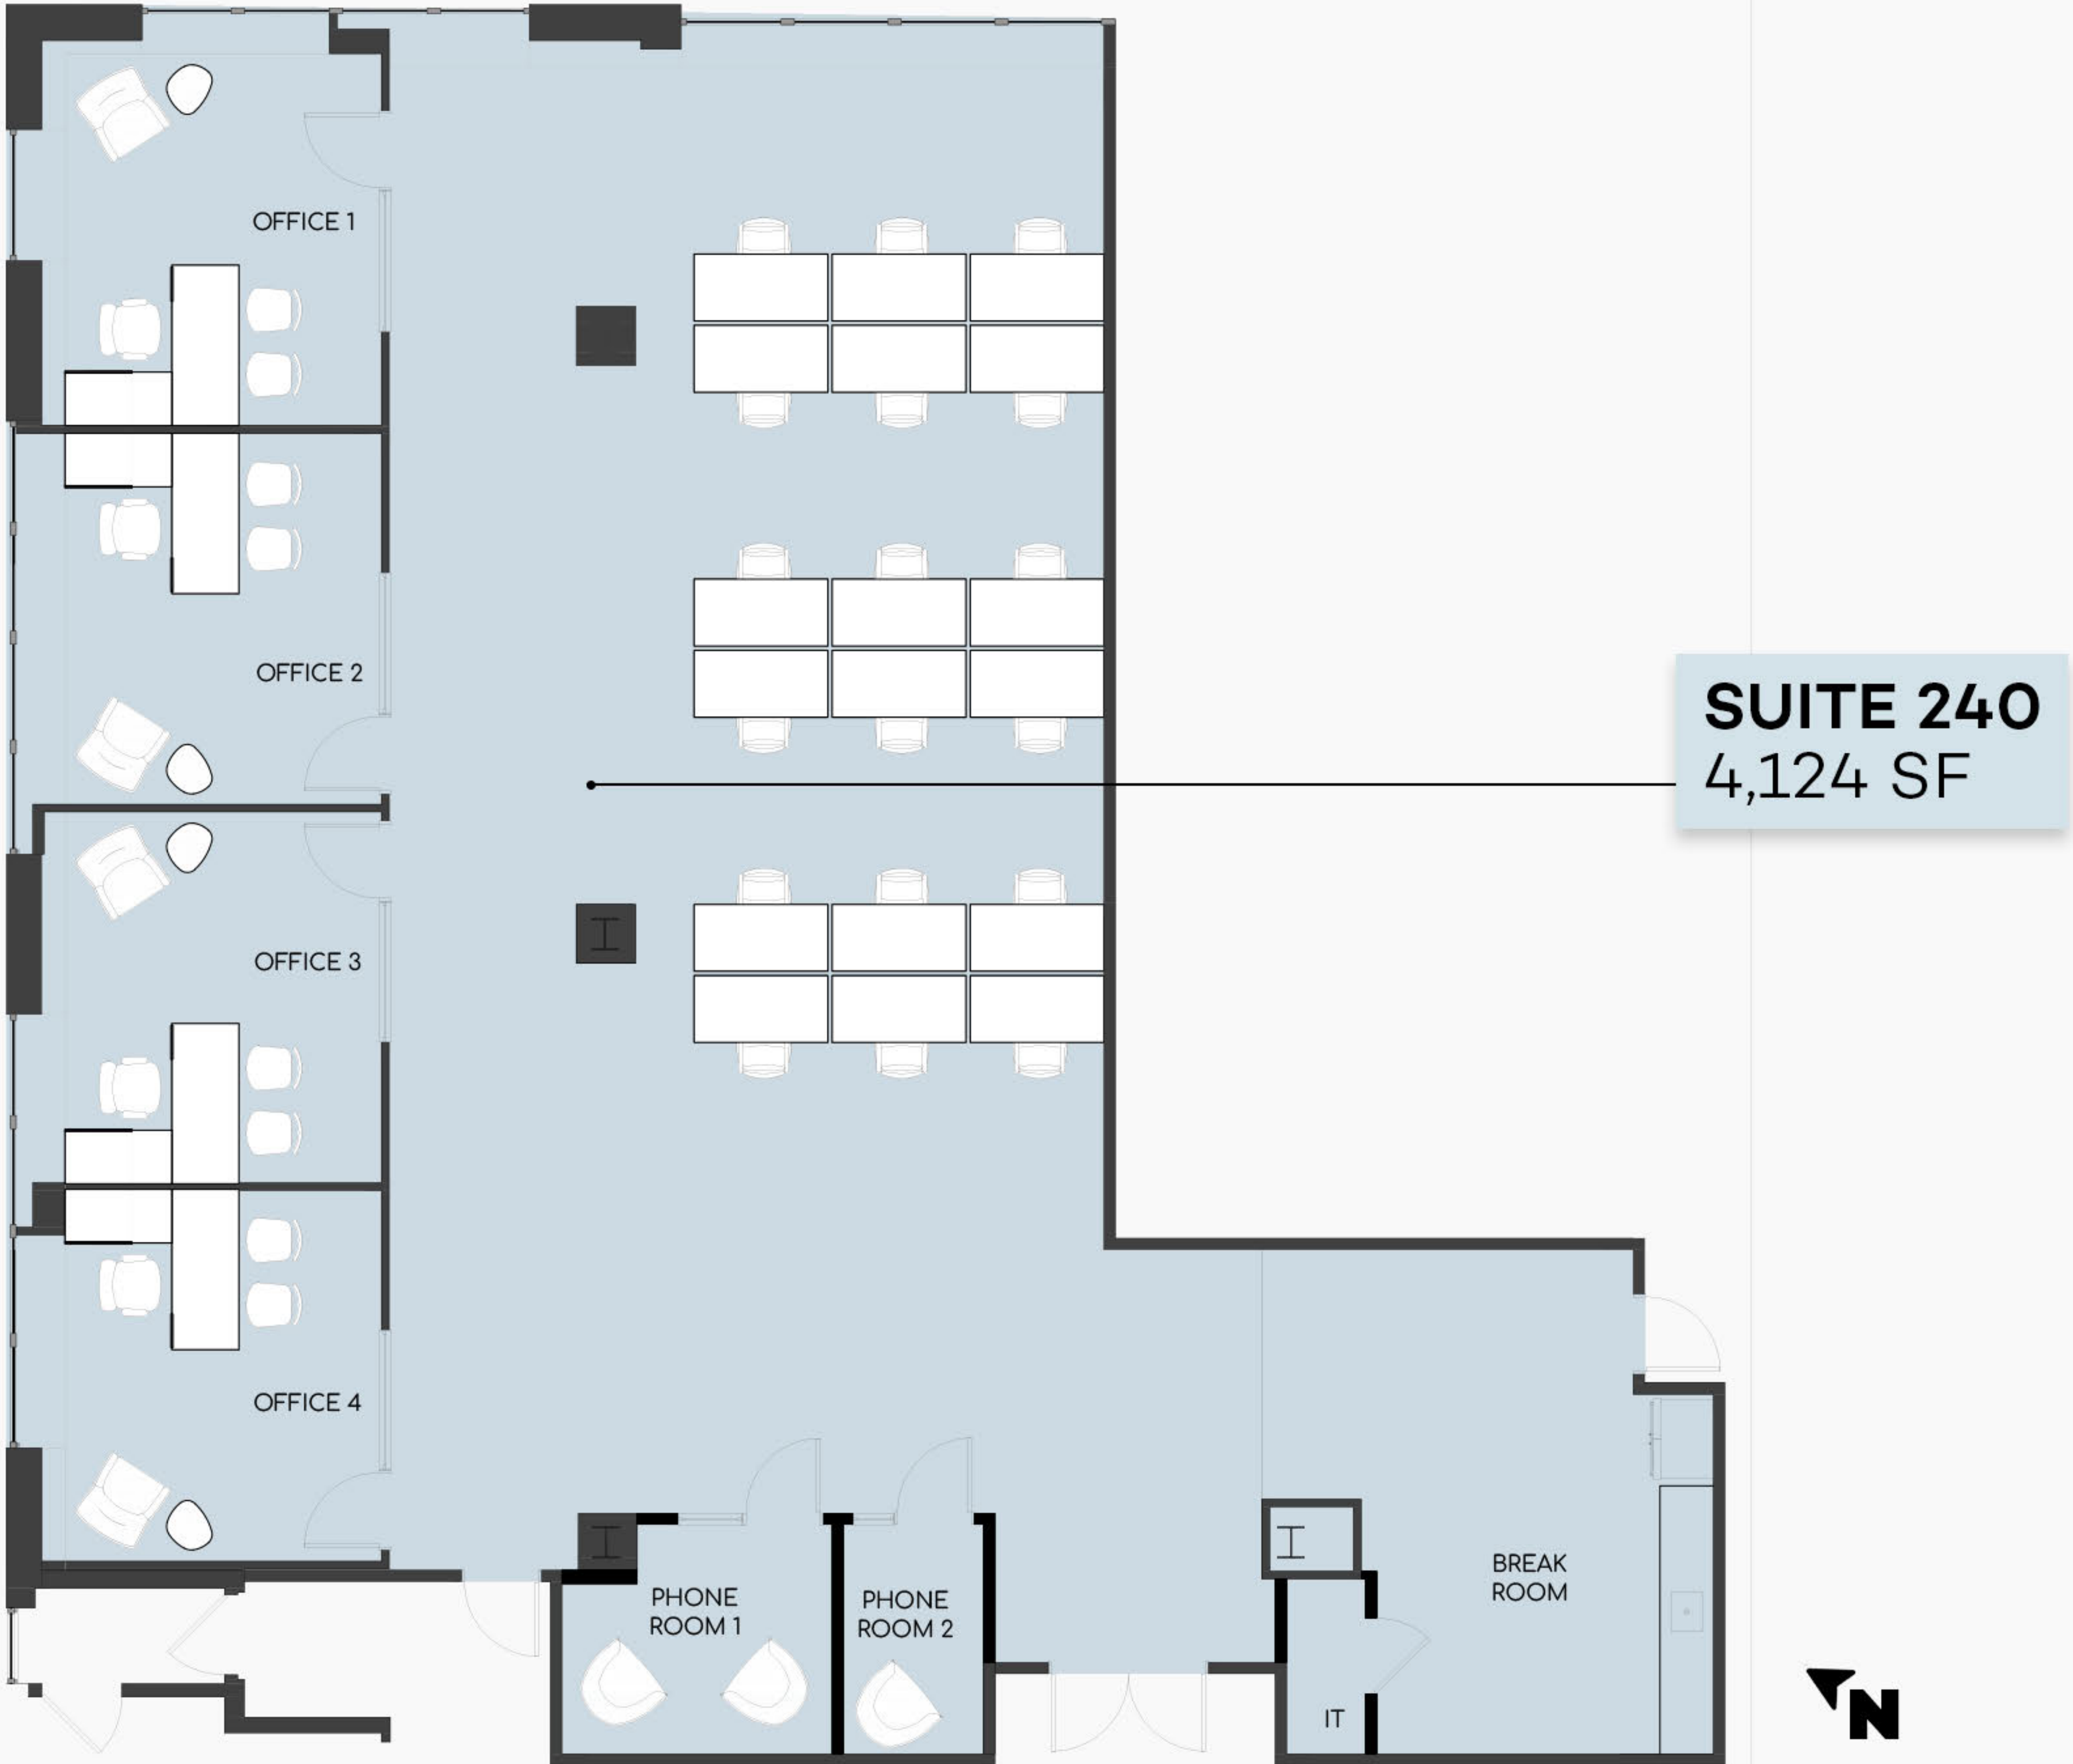 OFFICE 1
OFFICE 2
SUITE 240
4,124 SF
OFFICE 3
OFFICE 4
PHONE
ROOM 1
PHONE
ROOM 2
BREAK
ROOM
IT
N